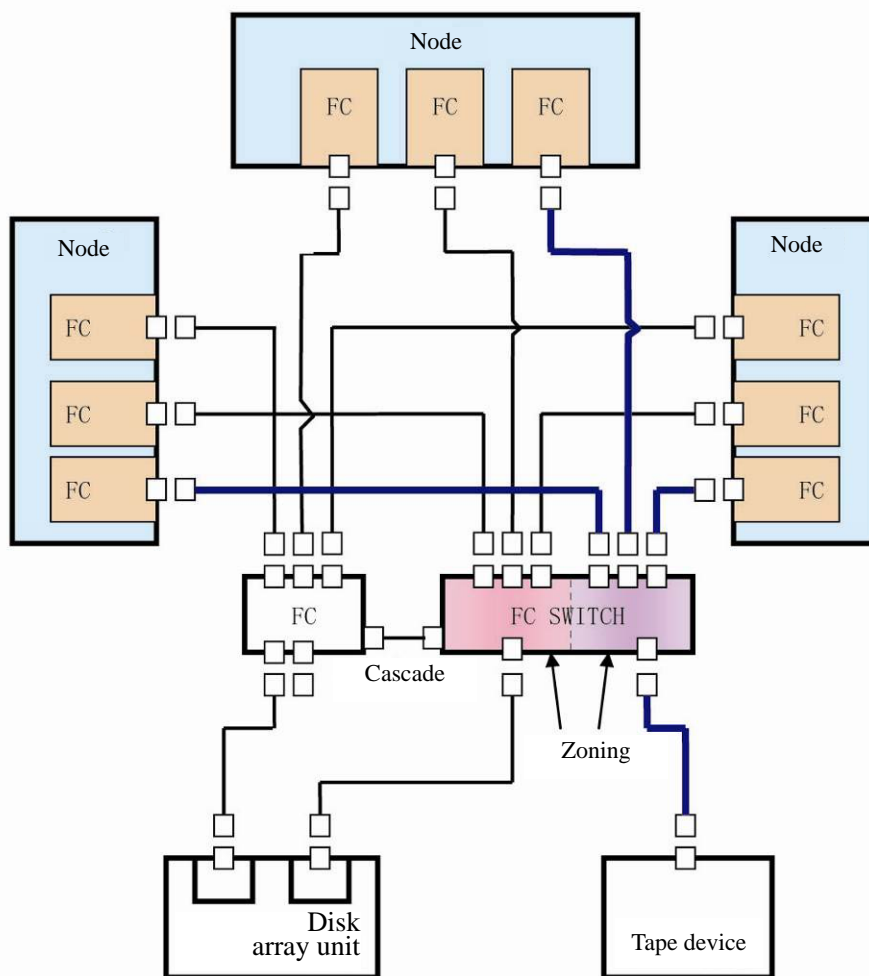 Node
FC
FC
FC
Node
FC
FC
FC
Node
FC
FC
FC
FC
FC SWITCH
Cascade
Zoning
Disk
array unit
Tape device